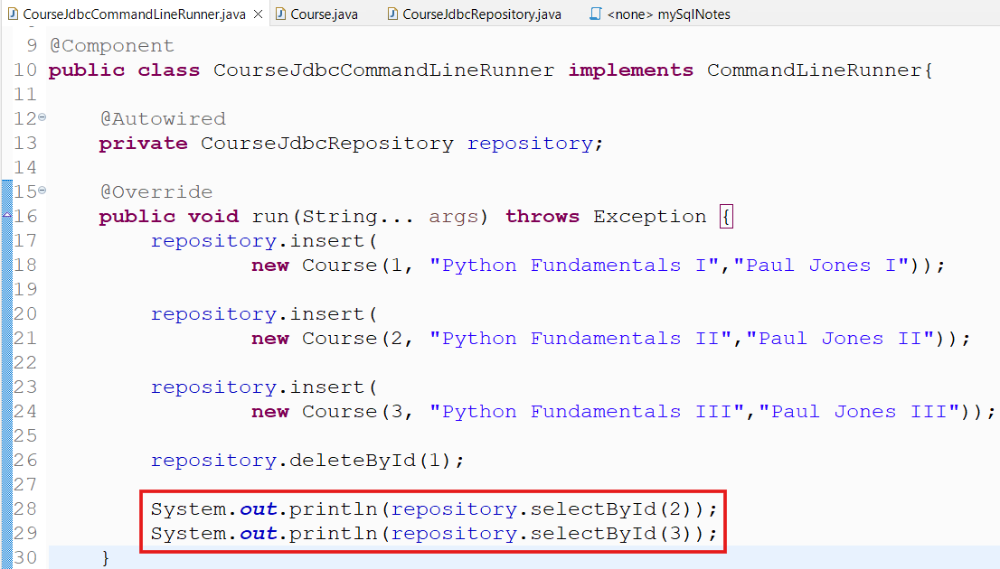 CourseJdbcCommandLineRunner.java Course.java CourseJdbcRepository.java <none> mySqlNotes
9 @Component
10 public class CourseJdbcCommandLineRunner implements CommandLineRunner{
11
12 @Autowired
13 private CourseJdbcRepository repository;
14
15 @Override
16 public void run(String... args) throws Exception {
17 repository.insert(
18 new Course(1, "Python Fundamentals I","Paul Jones I"));
19
20 repository.insert(
21 new Course(2, "Python Fundamentals II","Paul Jones II"));
22
23 repository.insert(
24 new Course(3, "Python Fundamentals III","Paul Jones III"));
25
26 repository.deleteById(1);
27
28 System.out.println(repository.selectById(2));
29 System.out.println(repository.selectById(3));
30 }